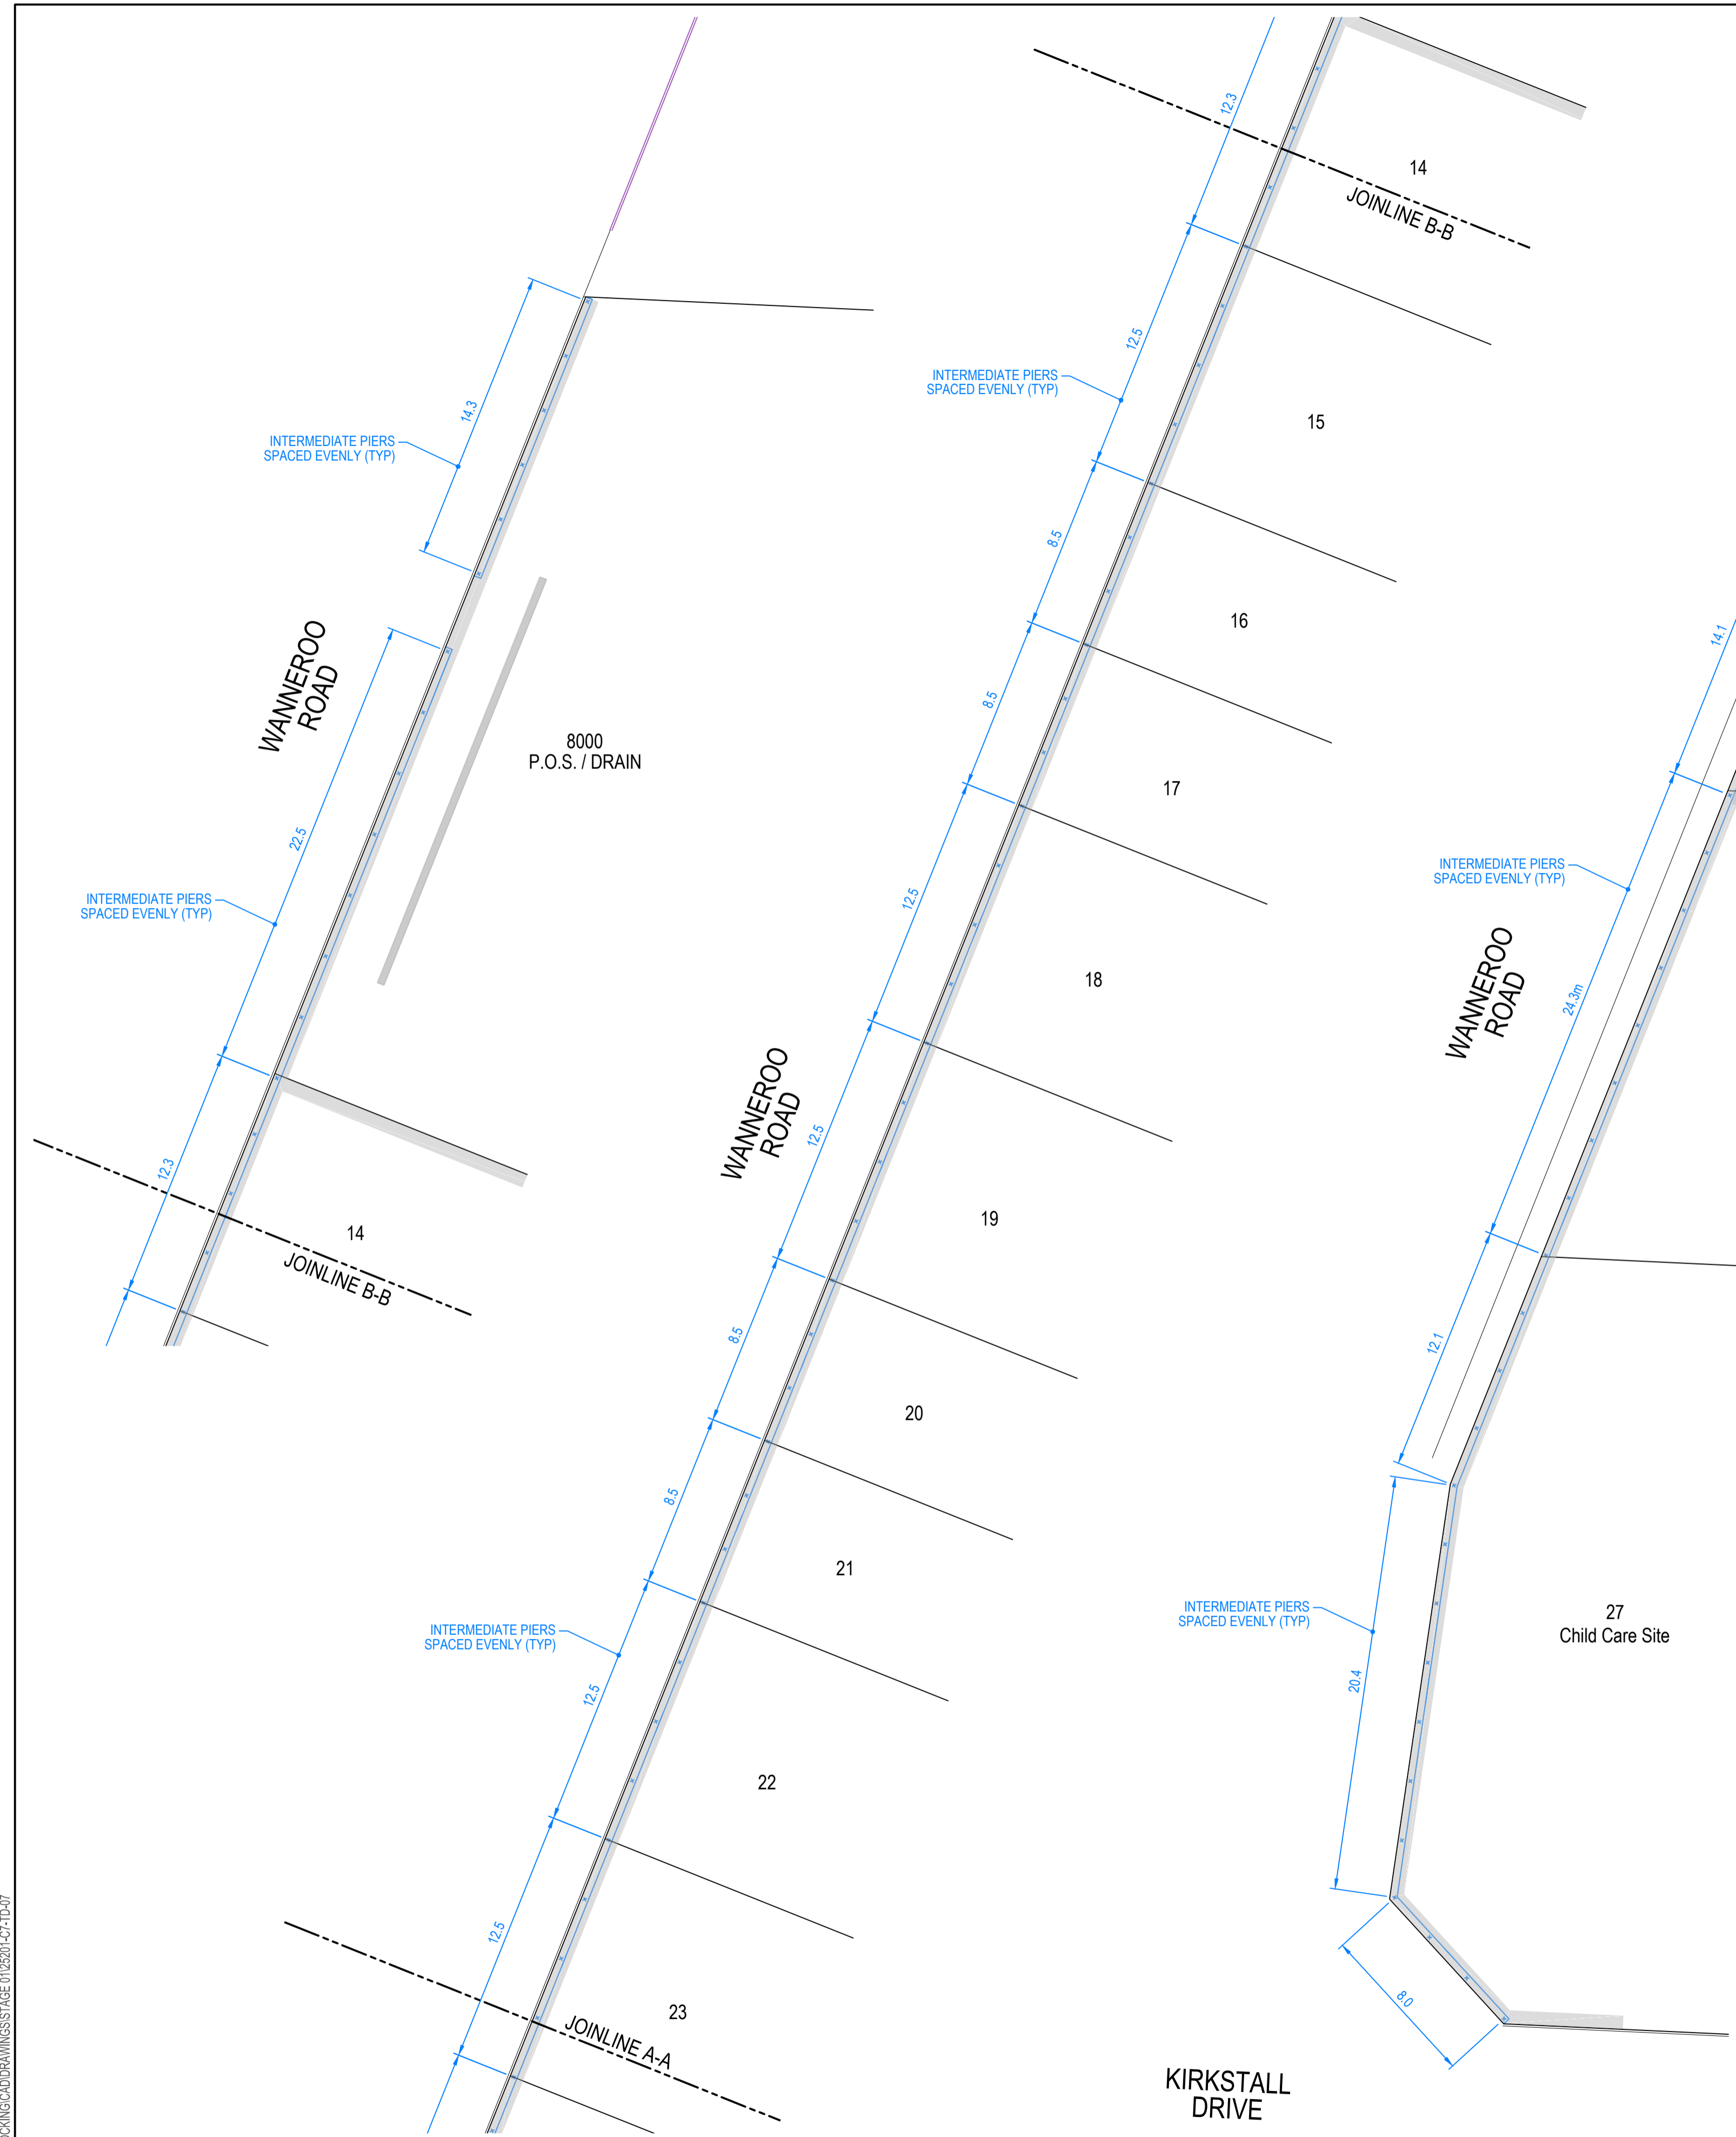 12.3
14
JOINLINE B-B
14.3
INTERMEDIATE PIERS
SPACED EVENLY (TYP)
WANNEROO
ROAD
8000
P.O.S. / DRAIN
22.5
INTERMEDIATE PIERS
SPACED EVENLY (TYP)
12.3
14
JOINLINE B-B
12.5
INTERMEDIATE PIERS
SPACED EVENLY (TYP)
15
8.5
16
8.5
17
12.5
18
WANNEROO
ROAD
12.5
19
8.5
20
8.5
21
INTERMEDIATE PIERS
SPACED EVENLY (TYP)
12.5
22
12.5
23
JOINLINE A-A
14.1
INTERMEDIATE PIERS
SPACED EVENLY (TYP)
WANNEROO
ROAD
24.3m
12.1
INTERMEDIATE PIERS
SPACED EVENLY (TYP)
20.4
27
Child Care Site
8.0
KIRKSTALL
DRIVE